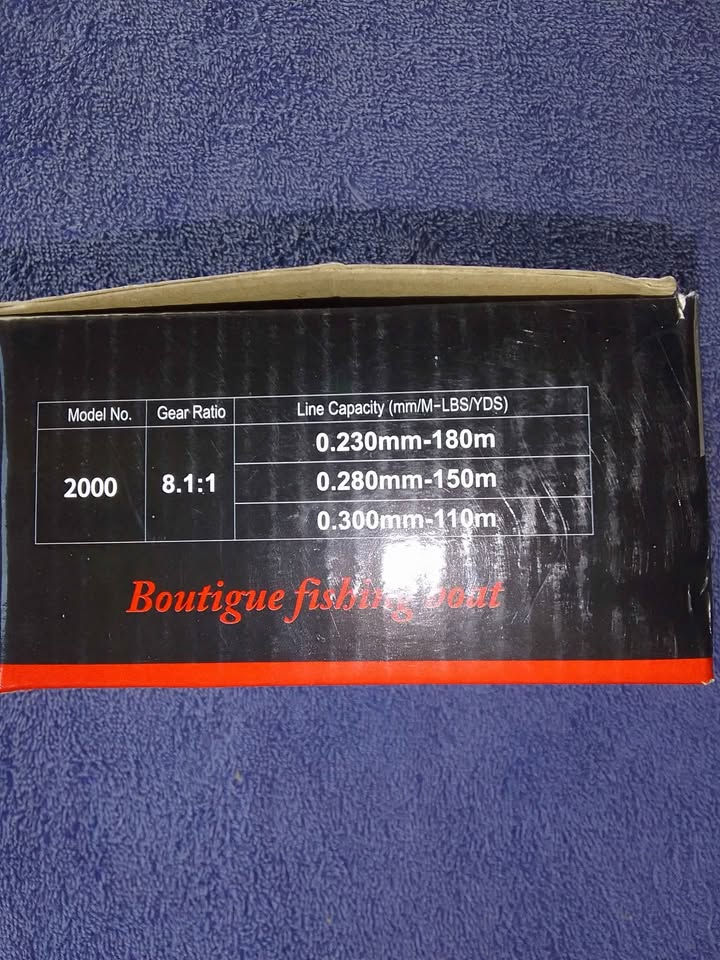 Model No. Gear Ratio Line Capacity (mm/M-LBS/YDS)
0.230mm-180m
2000 8.1:1 0.280mm-150m
0.300mm-110m
Boutigue fishing boat